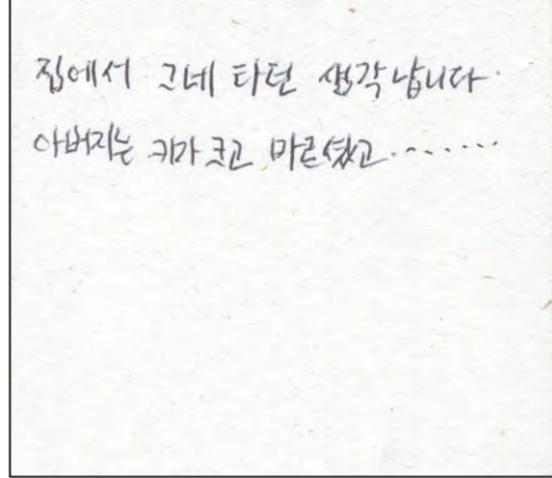 집에서 그네 타던 생각납니다.
아버지는 키가 크고 마르셨고........